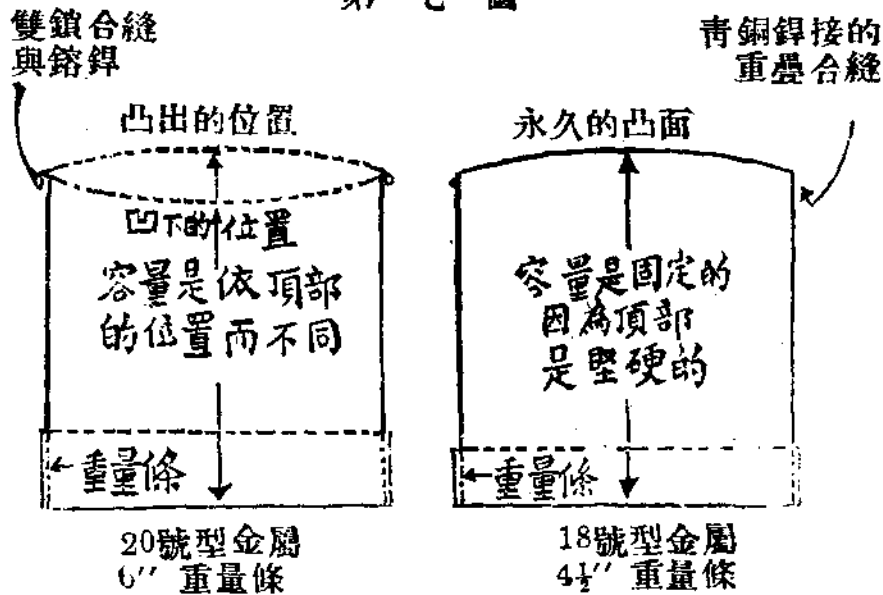 第七圖
雙鎖合縫
與鎔銲
凸出的位置
凹下的位置
容量是依頂部
的位置而不同
重量條
20號型金屬
6″ 重量條
青銅銲接的
重疊合縫
永久的凸面
容量是固定的
因為頂部
是堅硬的
重量條
18號型金屬
4½″ 重量條